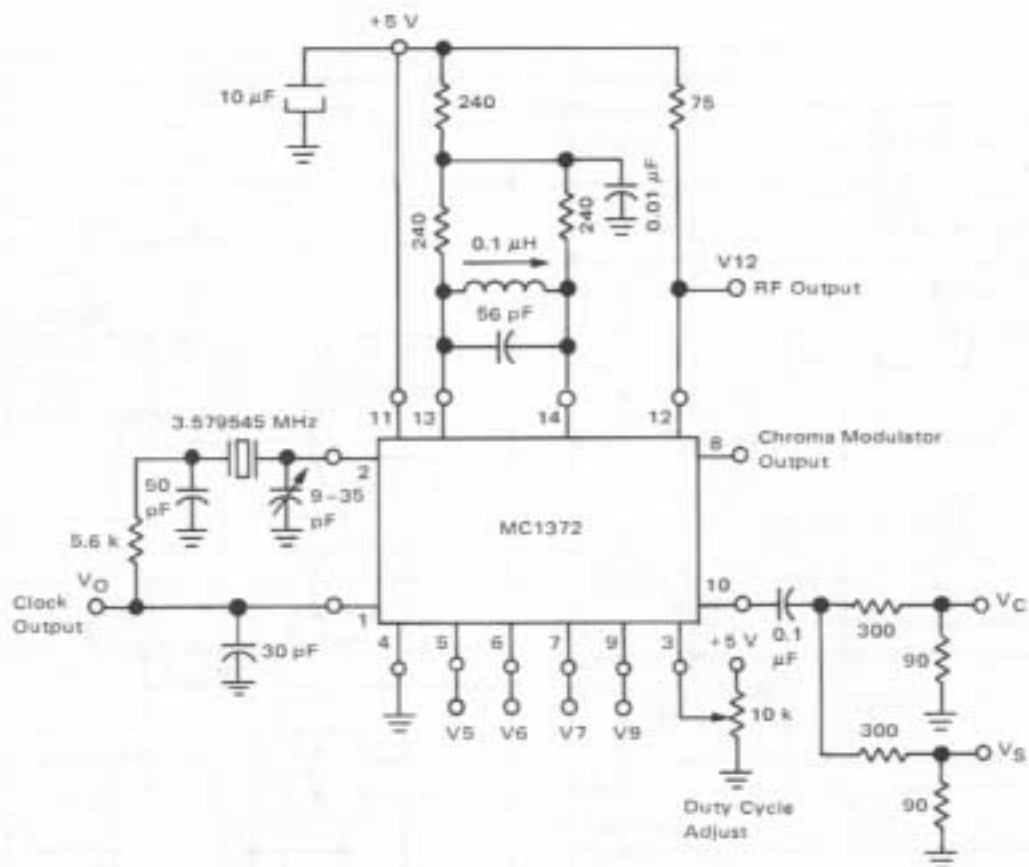 +5 V
10 µF
240
75
240
240
0.01 µF
0.1 µH
V12
RF Output
56 pF
11
13
14
12
3.579545 MHz
2
8
Chroma Modulator
Output
50
pF
9–35
pF
MC1372
5.6 k
VO
Clock
Output
1
10
30 pF
4
5
6
7
9
3
+5 V
0.1
µF
300
VC
90
V5
V6
V7
V9
10 k
300
VS
90
Duty Cycle
Adjust